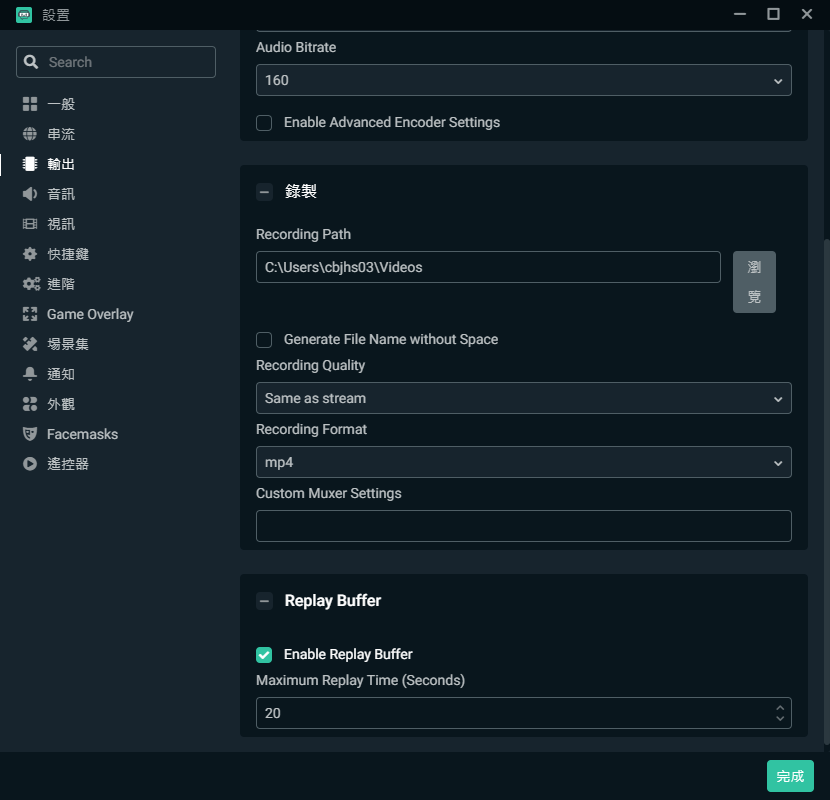 設置
Search
一般
串流
輸出
音訊
視訊
快捷鍵
進階
Game Overlay
場景集
通知
外觀
Facemasks
遙控器
Audio Bitrate
160
Enable Advanced Encoder Settings
錄製
Recording Path
C:\Users\cbjhs03\Videos
瀏
覽
Generate File Name without Space
Recording Quality
Same as stream
Recording Format
mp4
Custom Muxer Settings
Replay Buffer
Enable Replay Buffer
Maximum Replay Time (Seconds)
20
完成